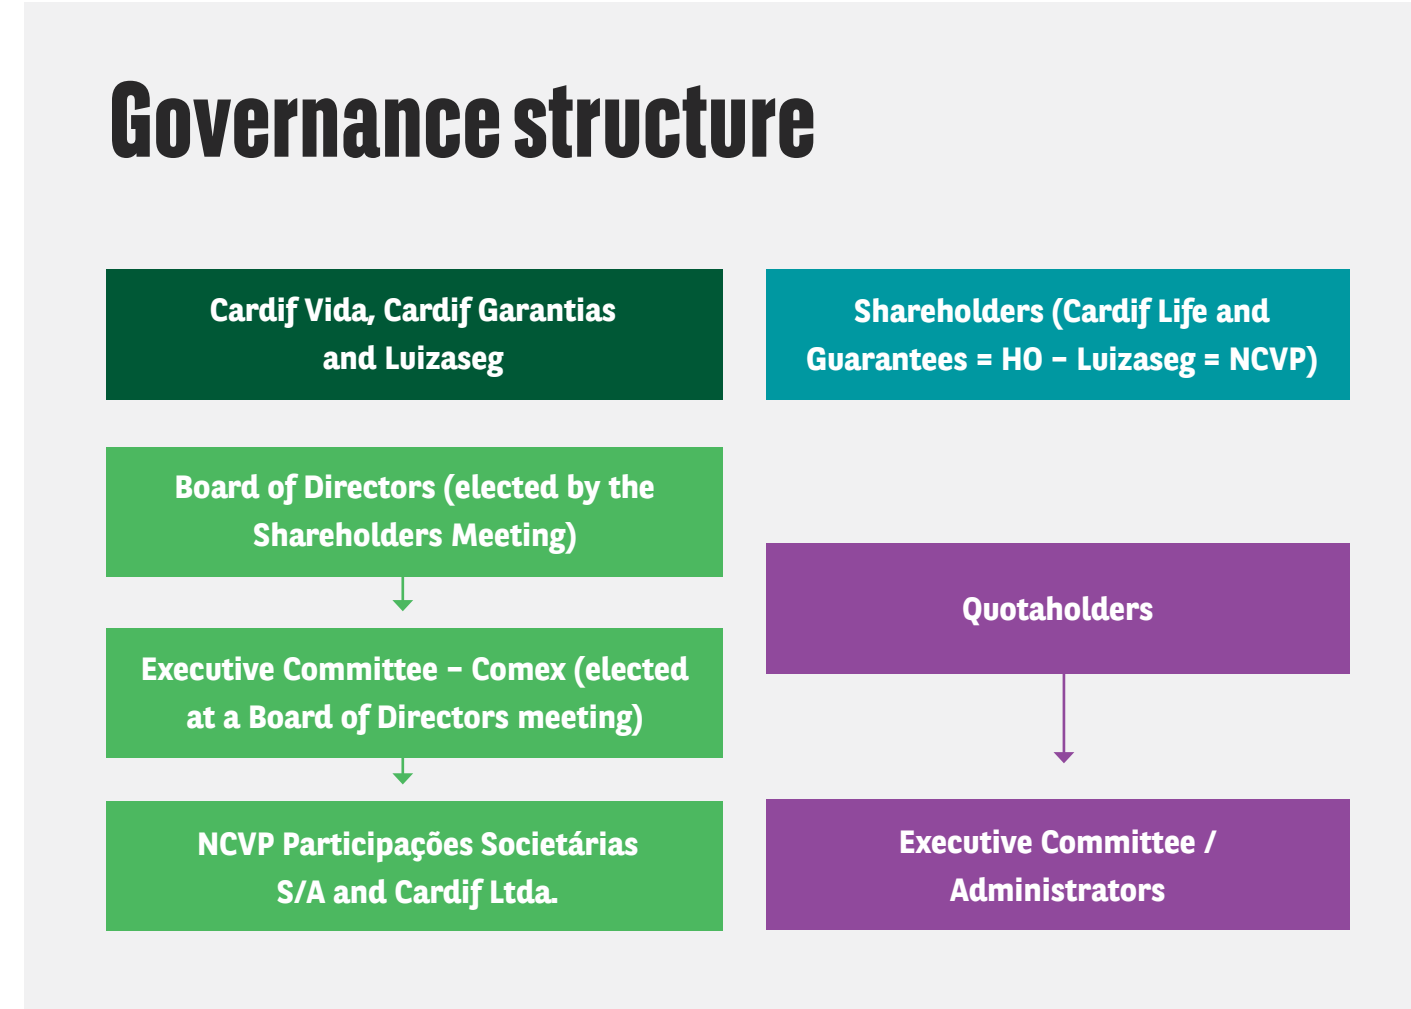 Governance structure
Cardif Vida, Cardif Garantias
and Luizaseg
Shareholders (Cardif Life and
Guarantees = HO – Luizaseg = NCVP)
Board of Directors (elected by the
Shareholders Meeting)
Executive Committee – Comex (elected
at a Board of Directors meeting)
NCVP Participações Societárias
S/A and Cardif Ltda.
Quotaholders
Executive Committee /
Administrators